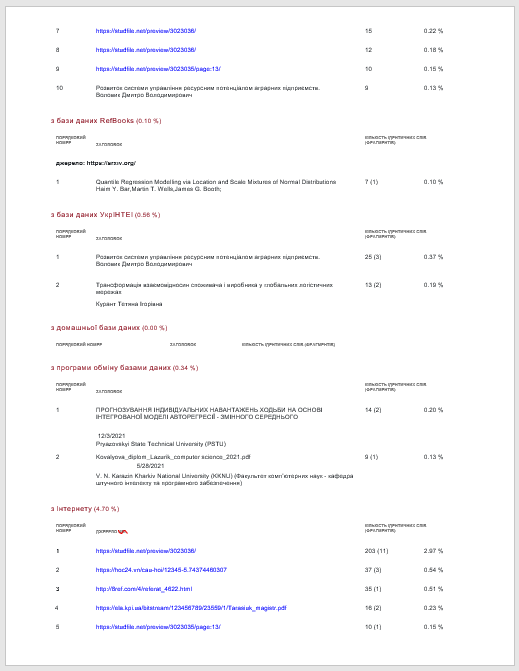 7 https://studfile.net/preview/3023036/ 15 0.22 %
8 https://studfile.net/preview/3023036/ 12 0.18 %
9 https://studfile.net/preview/3023035/page:13/ 10 0.15 %
10 Розвиток системи управління ресурсним потенціалом аграрних підприємств. 9 0.13 %
Воловик Дмитро Володимирович
з бази даних RefBooks (0.10 %)
ПОРЯДКОВИЙ КІЛЬКІСТЬ ІДЕНТИЧНИХ СЛІВ
НОМЕР ЗАГОЛОВОК (ФРАГМЕНТІВ)
джерело: https://arxiv.org/
1 Quantile Regression Modelling via Location and Scale Mixtures of Normal Distributions 7 (1) 0.10 %
Haim Y. Bar,Martin T. Wells,James G. Booth;
з бази даних УкрІНТЕІ (0.56 %)
ПОРЯДКОВИЙ КІЛЬКІСТЬ ІДЕНТИЧНИХ СЛІВ
НОМЕР ЗАГОЛОВОК (ФРАГМЕНТІВ)
1 Розвиток системи управління ресурсним потенціалом аграрних підприємств. 25 (3) 0.37 %
Воловик Дмитро Володимирович
2 Трансформація взаємовідносин споживача і виробника у глобальних логістичних 13 (2) 0.19 %
мережах
Курант Тетяна Ігорівна
з домашньої бази даних (0.00 %)
ПОРЯДКОВИЙ НОМЕР ЗАГОЛОВОК КІЛЬКІСТЬ ІДЕНТИЧНИХ СЛІВ (ФРАГМЕНТІВ)
з програми обміну базами даних (0.34 %)
ПОРЯДКОВИЙ КІЛЬКІСТЬ ІДЕНТИЧНИХ СЛІВ
НОМЕР ЗАГОЛОВОК (ФРАГМЕНТІВ)
1 ПРОГНОЗУВАННЯ ІНДИВІДУАЛЬНИХ НАВАНТАЖЕНЬ ХОДЬБИ НА ОСНОВІ 14 (2) 0.20 %
ІНТЕГРОВАНОЇ МОДЕЛІ АВТОРЕГРЕСІЇ - ЗМІННОГО СЕРЕДНЬОГО
12/3/2021
Pryazovskyi State Technical University (PSTU)
2 Kovalyova_diplom_Lazurik_computer science_2021.pdf 9 (1) 0.13 %
5/28/2021
V. N. Karazin Kharkiv National University (KKNU) (Факультет комп'ютерних наук - кафедра
штучного інтелекту та програмного забезпечення)
з Інтернету (4.70 %)
ПОРЯДКОВИЙ КІЛЬКІСТЬ ІДЕНТИЧНИХ СЛІВ
НОМЕР ДЖЕРЕЛО URL (ФРАГМЕНТІВ)
1 https://studfile.net/preview/3023036/ 203 (11) 2.97 %
2 https://hoc24.vn/cau-hoi/12345-5.74374460307 37 (3) 0.54 %
3 http://8ref.com/4/referat_4622.html 35 (1) 0.51 %
4 https://ela.kpi.ua/bitstream/123456789/23559/1/Tarasiuk_magistr.pdf 16 (2) 0.23 %
5 https://studfile.net/preview/3023035/page:13/ 10 (1) 0.15 %